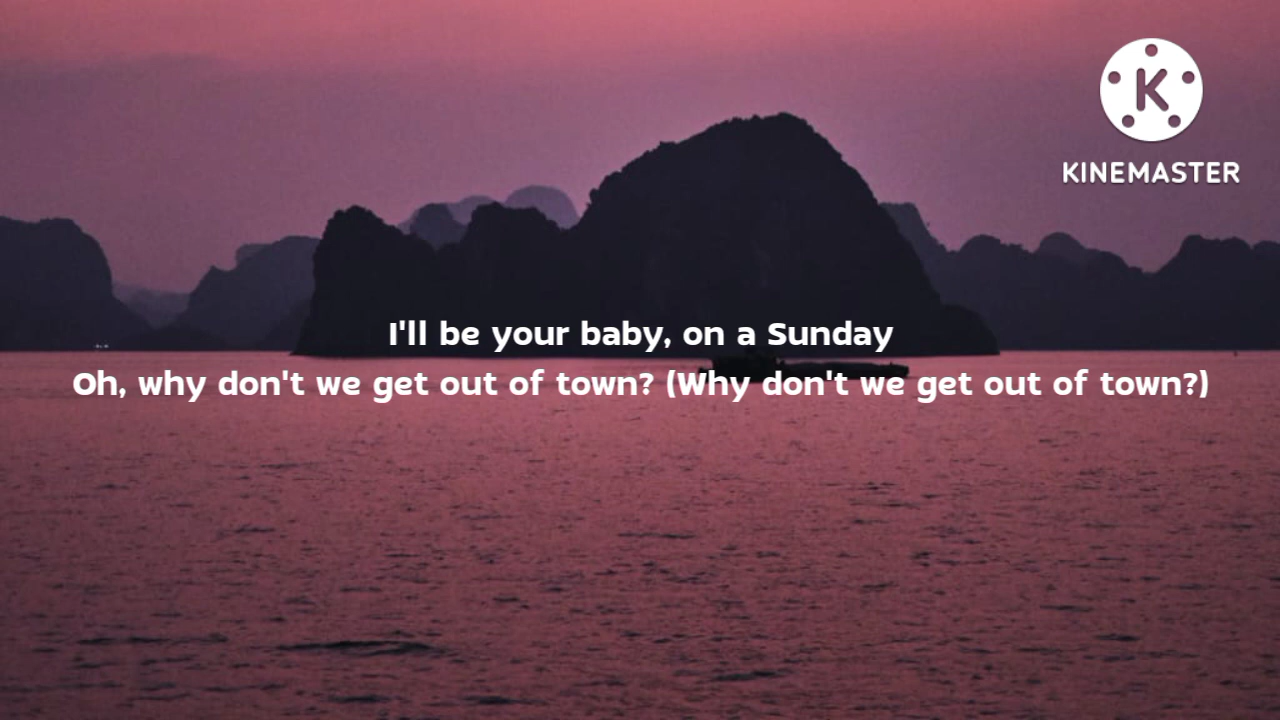 KINEMASTER
I'll be your baby, on a Sunday
Oh, why don't we get out of town? (Why don't we get out of town?)